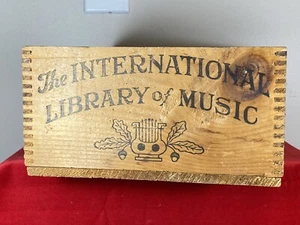 The INTERNATIONAL
LIBRARY of MUSIC